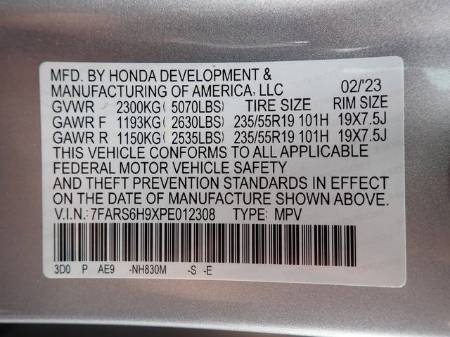 MFD. BY HONDA DEVELOPMENT &
MANUFACTURING OF AMERICA, LLC 02/'23
GVWR 2300KG( 5070LBS) TIRE SIZE RIM SIZE
GAWR F 1193KG( 2630LBS) 235/55R19 101H 19X7.5J
GAWR R 1150KG( 2535LBS) 235/55R19 101H 19X7.5J
THIS VEHICLE CONFORMS TO ALL APPLICABLE
FEDERAL MOTOR VEHICLE SAFETY
AND THEFT PREVENTION STANDARDS IN EFFECT
ON THE DATE OF MANUFACTURE SHOWN ABOVE.
V.I.N.: 7FARS6H9XPE012308 TYPE: MPV
3D0 P AE9 -NH830M -S -E